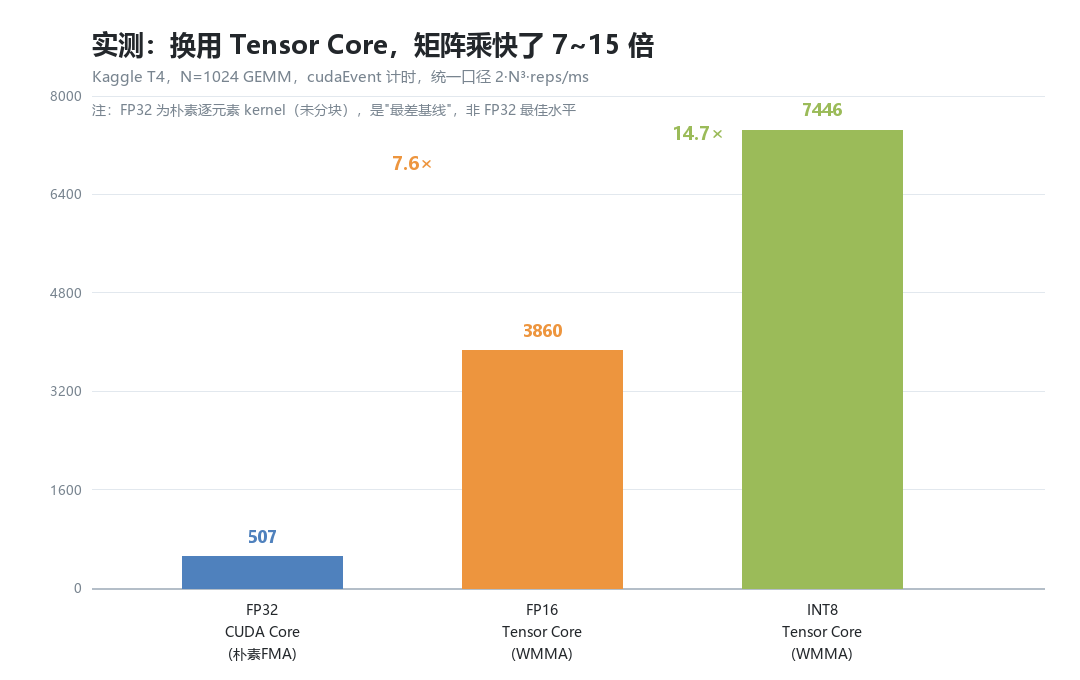 实测：换用 Tensor Core，矩阵乘快了 7~15 倍
Kaggle T4，N=1024 GEMM，cudaEvent 计时，统一口径 2·N³·reps/ms
注：FP32 为朴素逐元素 kernel（未分块），是"最差基线"，非 FP32 最佳水平
8000
6400
4800
3200
1600
0
507
7.6×
3860
14.7×
7446
FP32
CUDA Core
(朴素FMA)
FP16
Tensor Core
(WMMA)
INT8
Tensor Core
(WMMA)